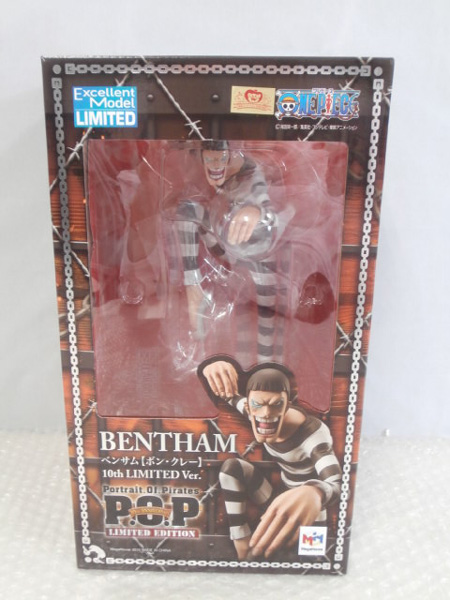 Excellent
Model
LIMITED
ONE PIECE
BENTHAM
ベンサム【ボン・クレー】
10th LIMITED Ver.
Portrait.Of.Pirates
P.O.P
LIMITED EDITION
MegaHouse